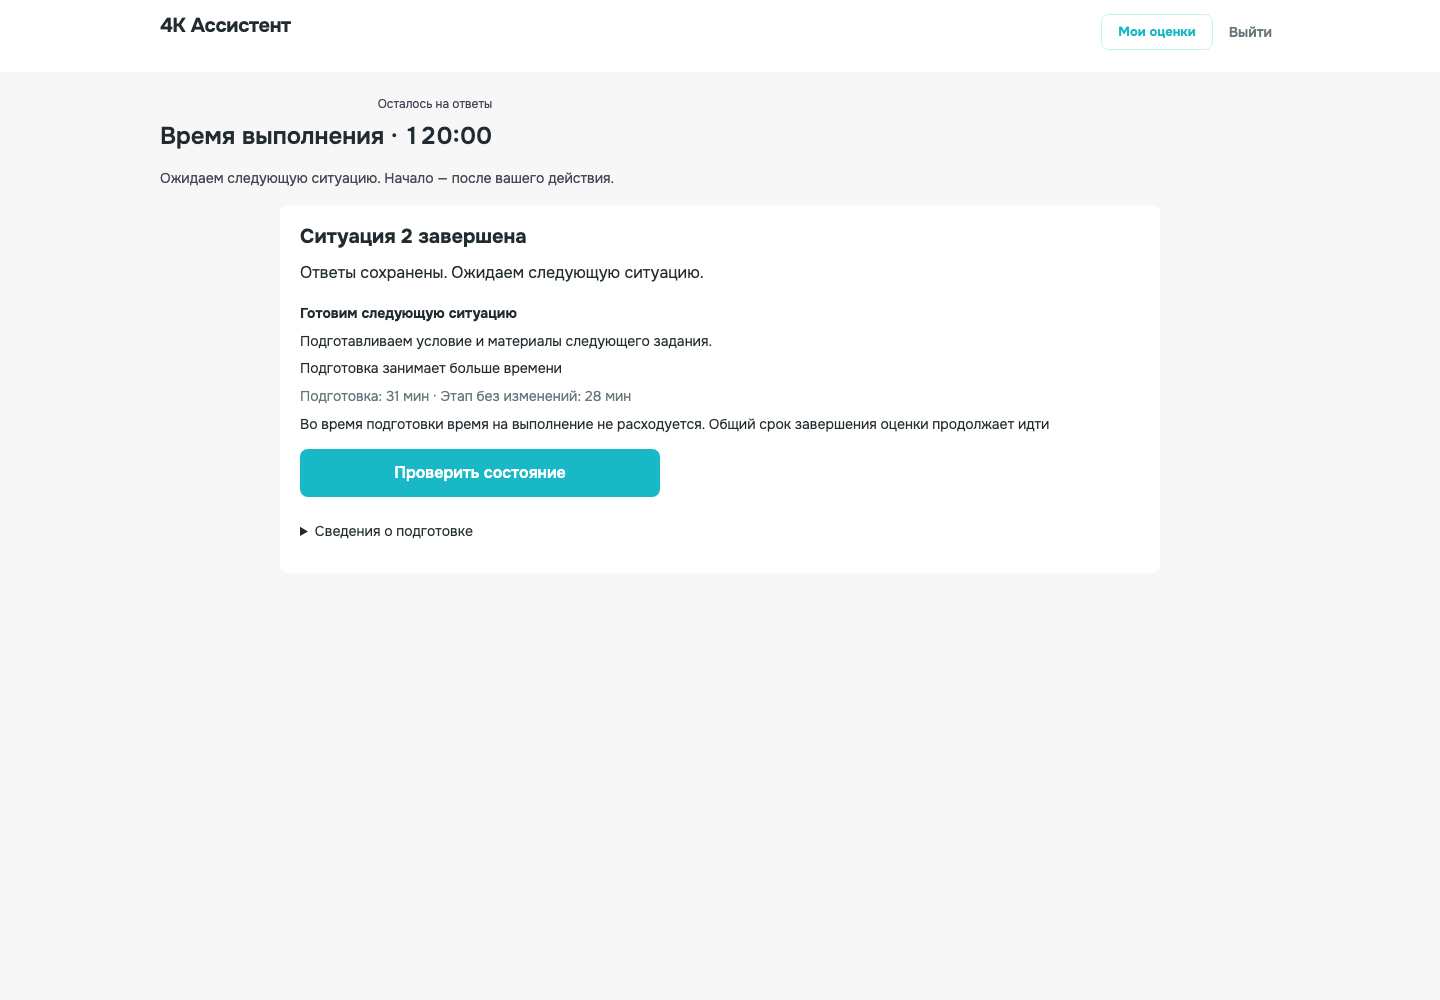 4K Ассистент
Мои оценки
Выйти
Осталось на ответы
Время выполнения · 120:00
Ожидаем следующую ситуацию. Начало — после вашего действия.
Ситуация 2 завершена
Ответы сохранены. Ожидаем следующую ситуацию.
Готовим следующую ситуацию
Подготавливаем условие и материалы следующего задания.
Подготовка занимает больше времени
Подготовка: 31 мин · Этап без изменений: 28 мин
Во время подготовки время на выполнение не расходуется. Общий срок завершения оценки продолжает идти
Проверить состояние
Сведения о подготовке